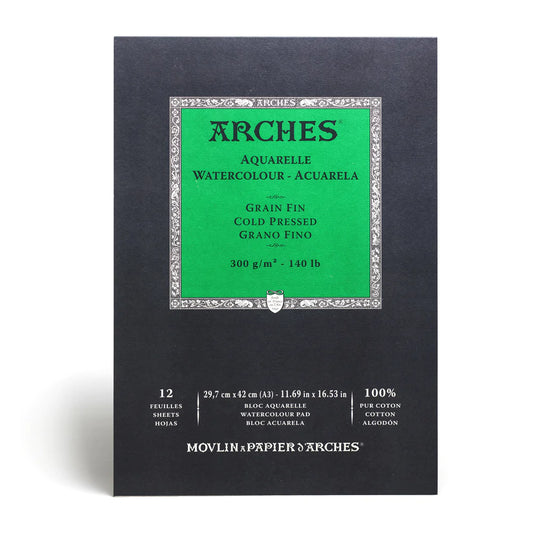 ARCHES
ARCHES®
AQUARELLE
WATERCOLOUR - ACUARELA
GRAIN FIN
COLD PRESSED
GRANO FINO
300 g/m² - 140 lb
12
FEUILLES
SHEETS
HOJAS
29,7 cm x 42 cm (A3) - 11.69 in x 16.53 in
BLOC AQUARELLE
WATERCOLOUR PAD
BLOC ACUARELA
100%
PUR COTON
COTTON
ALGODÓN
MOVLIN A PAPIER D ARCHES®